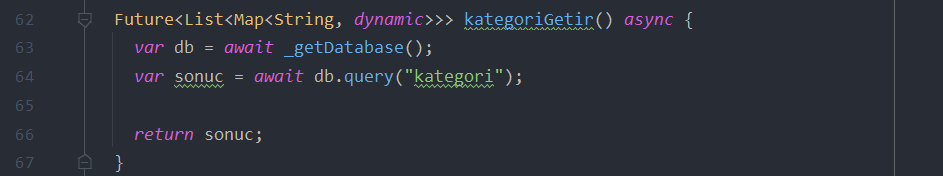 62 Future<List<Map<String, dynamic>>> kategoriGetir() async {
63 var db = await _getDatabase();
64 var sonuc = await db.query("kategori");
65
66 return sonuc;
67 }